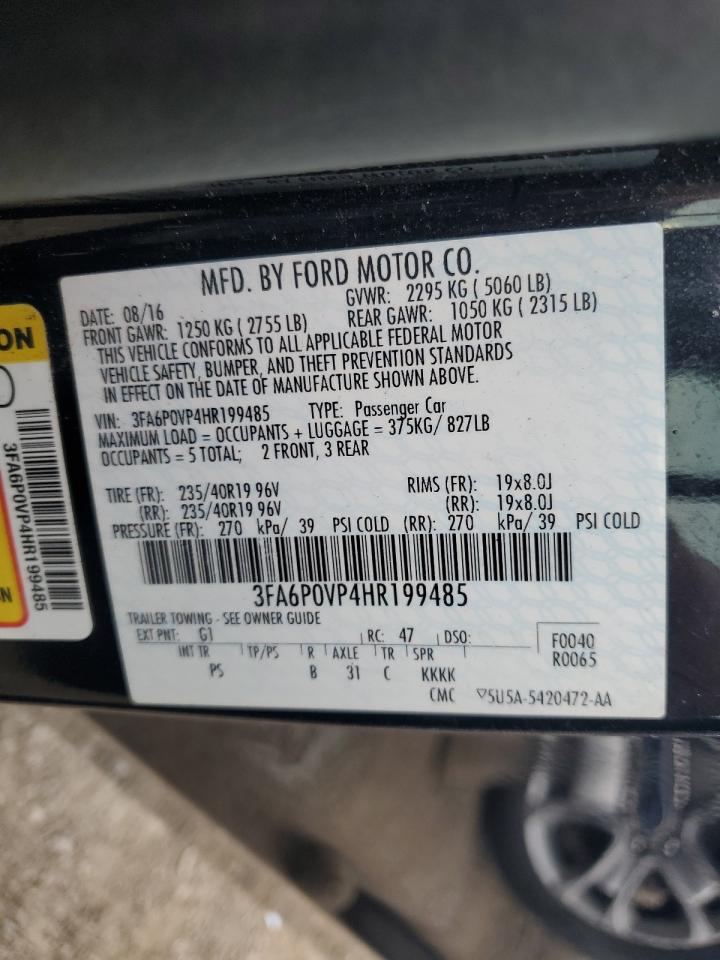 MFD. BY FORD MOTOR CO.
DATE: 08/16 GVWR: 2295 KG ( 5060 LB)
FRONT GAWR: 1250 KG ( 2755 LB) REAR GAWR: 1050 KG ( 2315 LB)
THIS VEHICLE CONFORMS TO ALL APPLICABLE FEDERAL MOTOR
VEHICLE SAFETY, BUMPER, AND THEFT PREVENTION STANDARDS
IN EFFECT ON THE DATE OF MANUFACTURE SHOWN ABOVE.
VIN: 3FA6P0VP4HR199485 TYPE: Passenger Car
MAXIMUM LOAD = OCCUPANTS + LUGGAGE = 375KG/ 827LB
OCCUPANTS = 5 TOTAL; 2 FRONT, 3 REAR
TIRE (FR): 235/40R19 96V RIMS (FR): 19x8.0J
(RR): 235/40R19 96V (RR): 19x8.0J
PRESSURE (FR): 270 kPa/ 39 PSI COLD (RR): 270 kPa/ 39 PSI COLD
3FA6P0VP4HR199485
TRAILER TOWING - SEE OWNER GUIDE
EXT PNT: G1 RC: 47 DSO:
F0040
R0065
INT TR TP/PS R AXLE TR SPR
PS B 31 C KKKK
CMC ▽5U5A-5420472-AA
ON
3FA6P0VP4HR199485